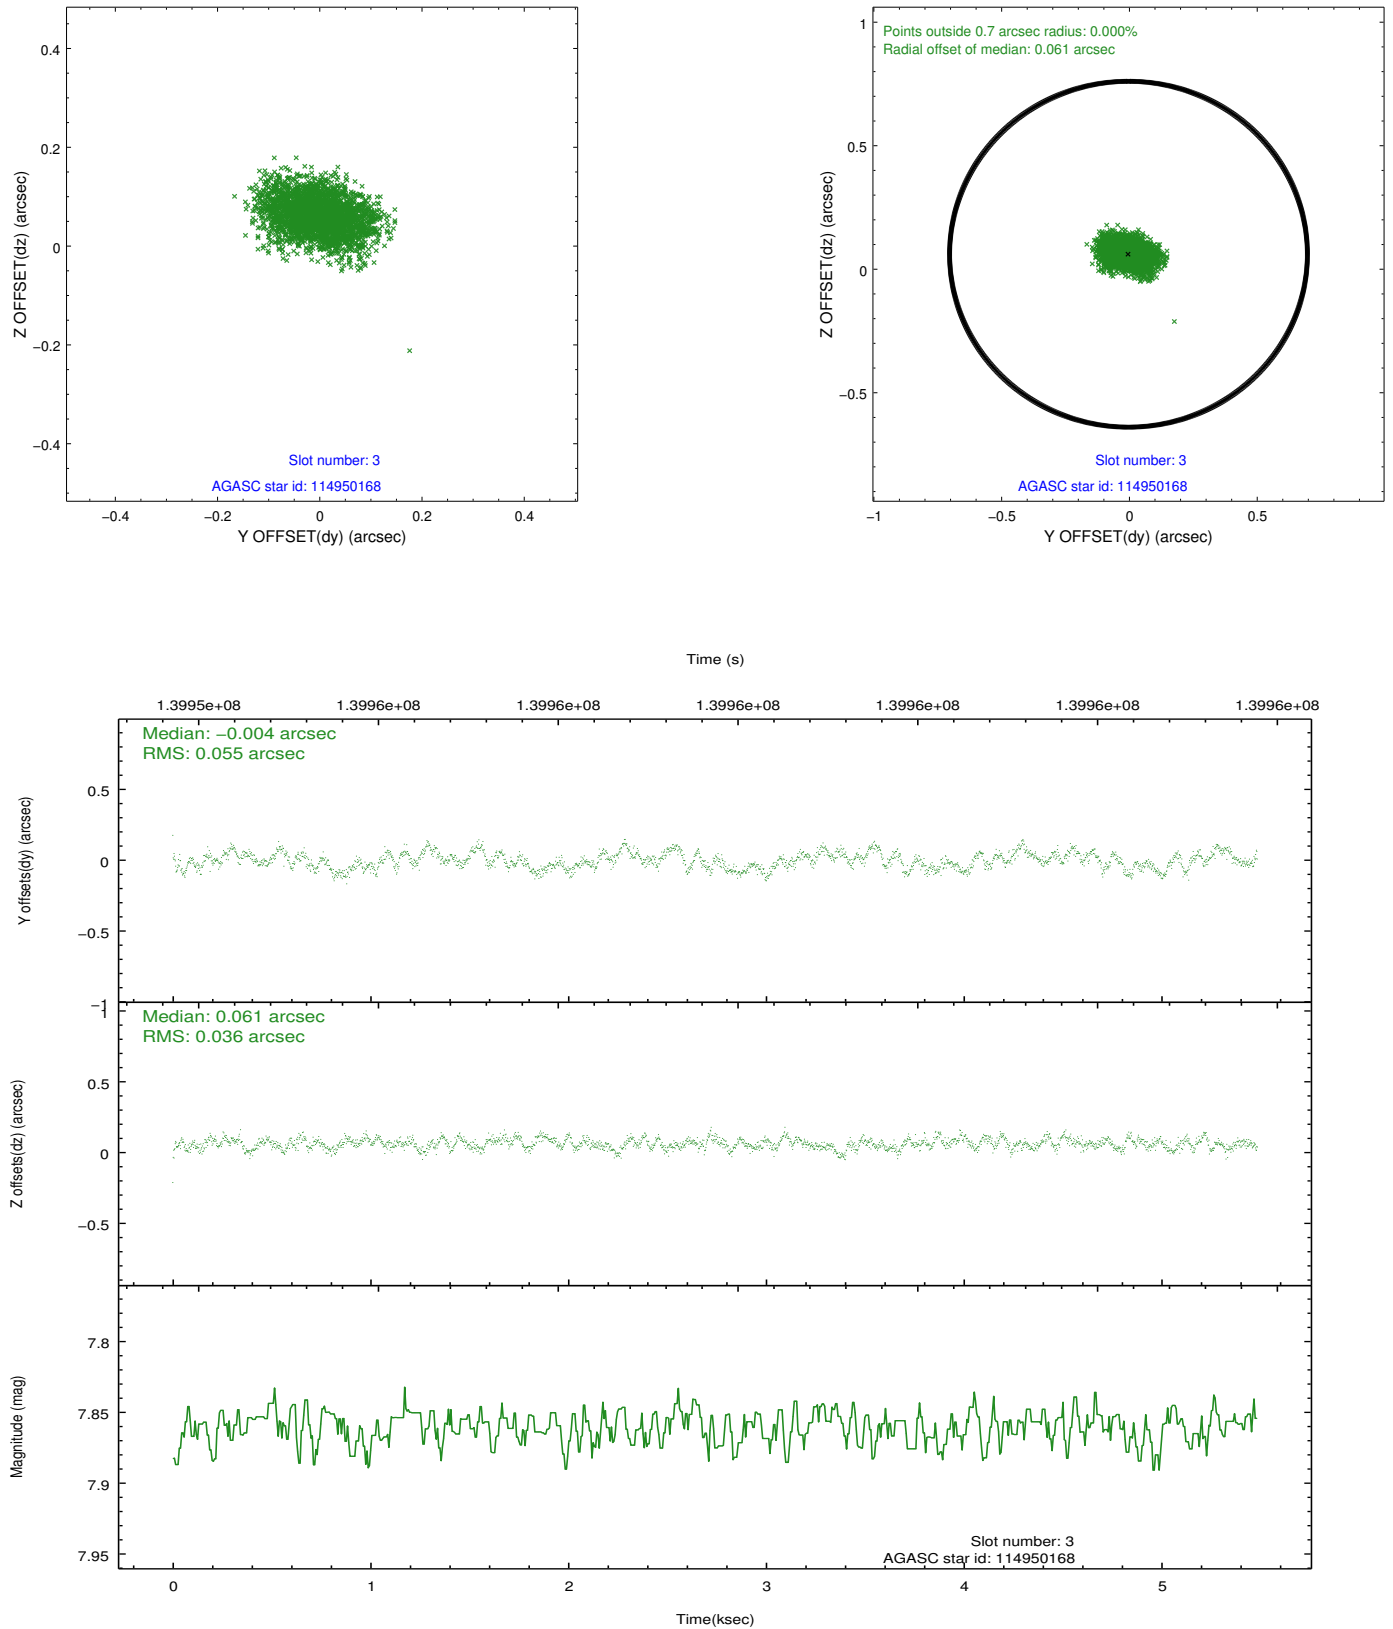 0.4
0.2
0
−0.2
−0.4
Z OFFSET(dz) (arcsec)
Slot number: 3
AGASC star id: 114950168
−0.4 −0.2 0 0.2 0.4
Y OFFSET(dy) (arcsec)
Points outside 0.7 arcsec radius: 0.000%
Radial offset of median: 0.061 arcsec
1
0.5
0
−0.5
Z OFFSET(dz) (arcsec)
Slot number: 3
AGASC star id: 114950168
−1 −0.5 0 0.5
Y OFFSET(dy) (arcsec)
Time (s)
1.3995e+08 1.3996e+08 1.3996e+08 1.3996e+08 1.3996e+08 1.3996e+08 1.3996e+08
Median: −0.004 arcsec
RMS: 0.055 arcsec
0.5
0
−0.5
−1
Y offsets(dy) (arcsec)
Median: 0.061 arcsec
RMS: 0.036 arcsec
1
0.5
0
−0.5
Z offsets(dz) (arcsec)
7.8
7.85
7.9
7.95
Magnitude (mag)
Slot number: 3
AGASC star id: 114950168
0 1 2 3 4 5
Time(ksec)